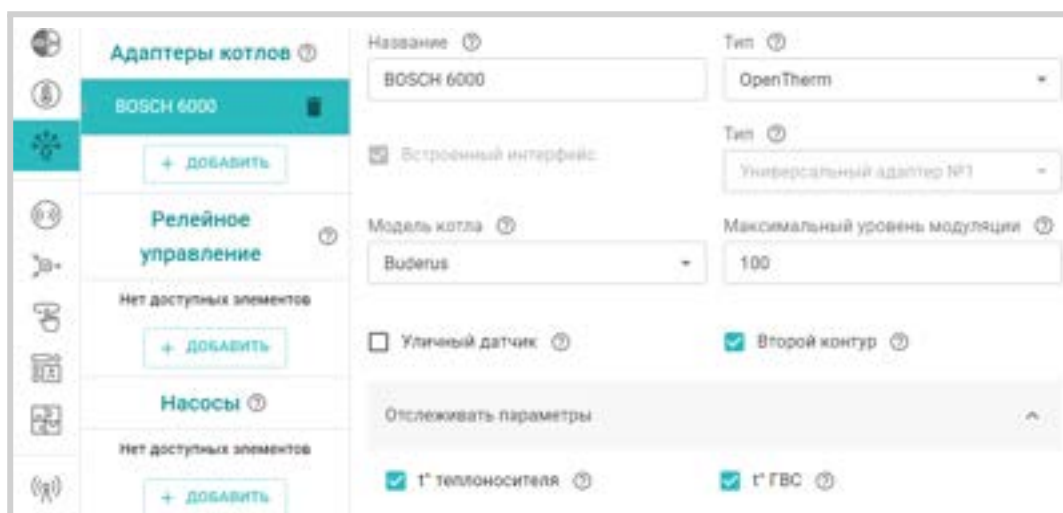 Адаптеры котлов
BOSCH 6000
+ ДОБАВИТЬ
Релейное
управление
Нет доступных элементов
+ ДОБАВИТЬ
Насосы
Нет доступных элементов
+ ДОБАВИТЬ
Название
BOSCH 6000
Тип
OpenTherm
Встроенный интерфейс
Тип
Универсальный адаптер №1
Модель котла
Buderus
Максимальный уровень модуляции
100
Уличный датчик
Второй контур
Отслеживать параметры
t° теплоносителя
t° ГВС